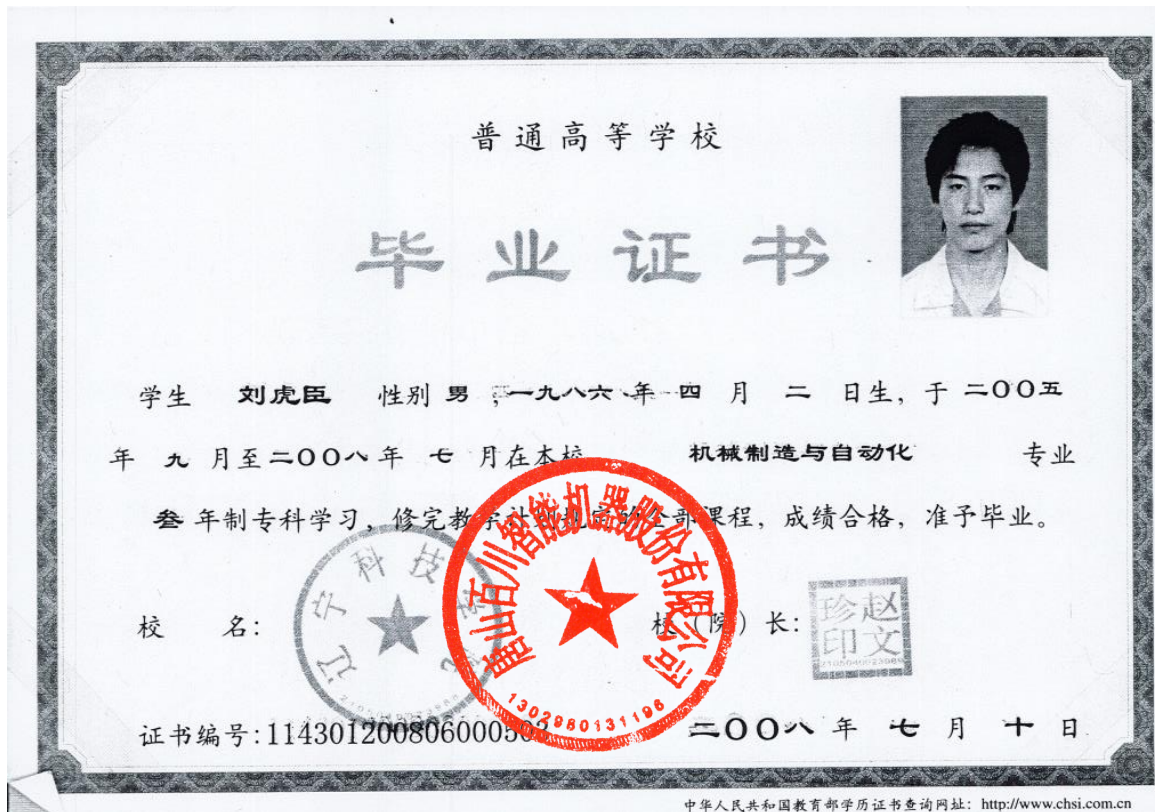 普通高等学校
毕业证书
学生 刘虎臣 性别 男 ，一九八六 年 四 月 二 日生，于 二〇〇五
年 九 月至 二〇〇八 年 七 月在本校 机械制造与自动化 专业
叁 年制专科学习，修完教学计划规定的全部课程，成绩合格，准予毕业。
辽宁科技学院
唐山百川智能机器股份有限公司
1302980131196
校 名：
校（院）长：
赵文珍印
证书编号：114301200806000503
二〇〇八 年 七 月 十 日
中华人民共和国教育部学历证书查询网址：http://www.chsi.com.cn